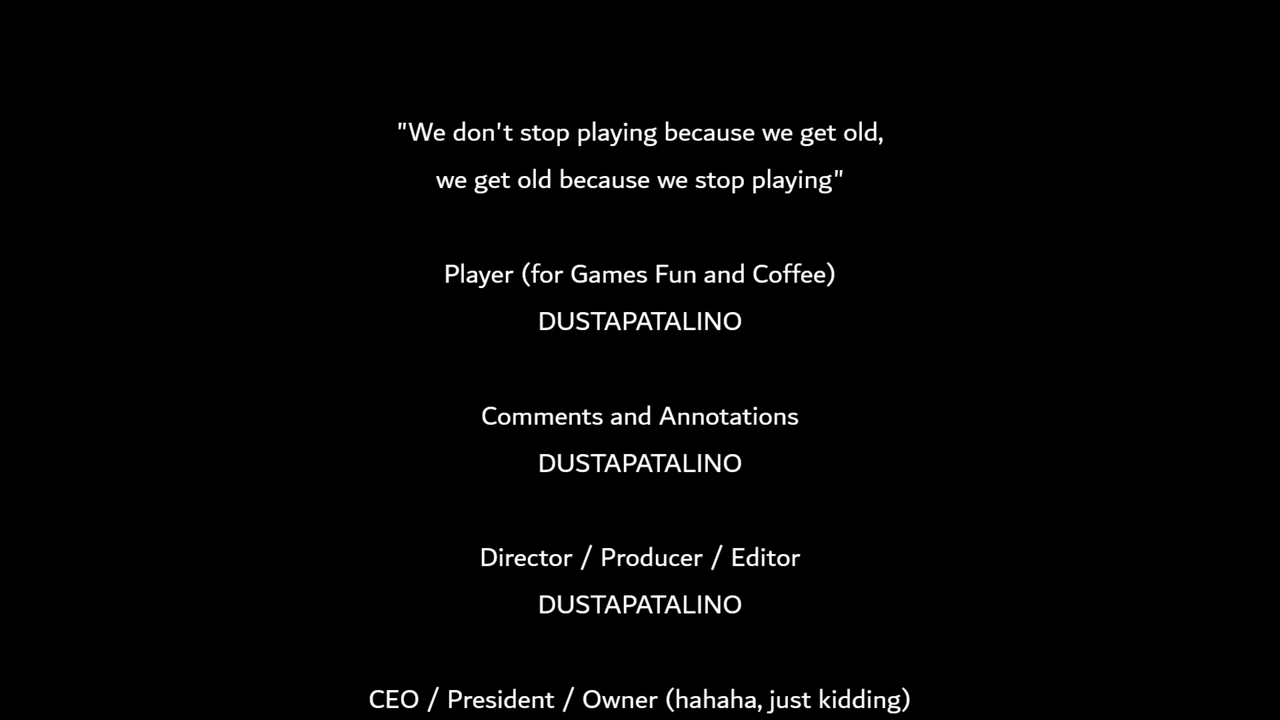 "We don't stop playing because we get old,
we get old because we stop playing"
Player (for Games Fun and Coffee)
DUSTAPATALINO
Comments and Annotations
DUSTAPATALINO
Director / Producer / Editor
DUSTAPATALINO
CEO / President / Owner (hahaha, just kidding)